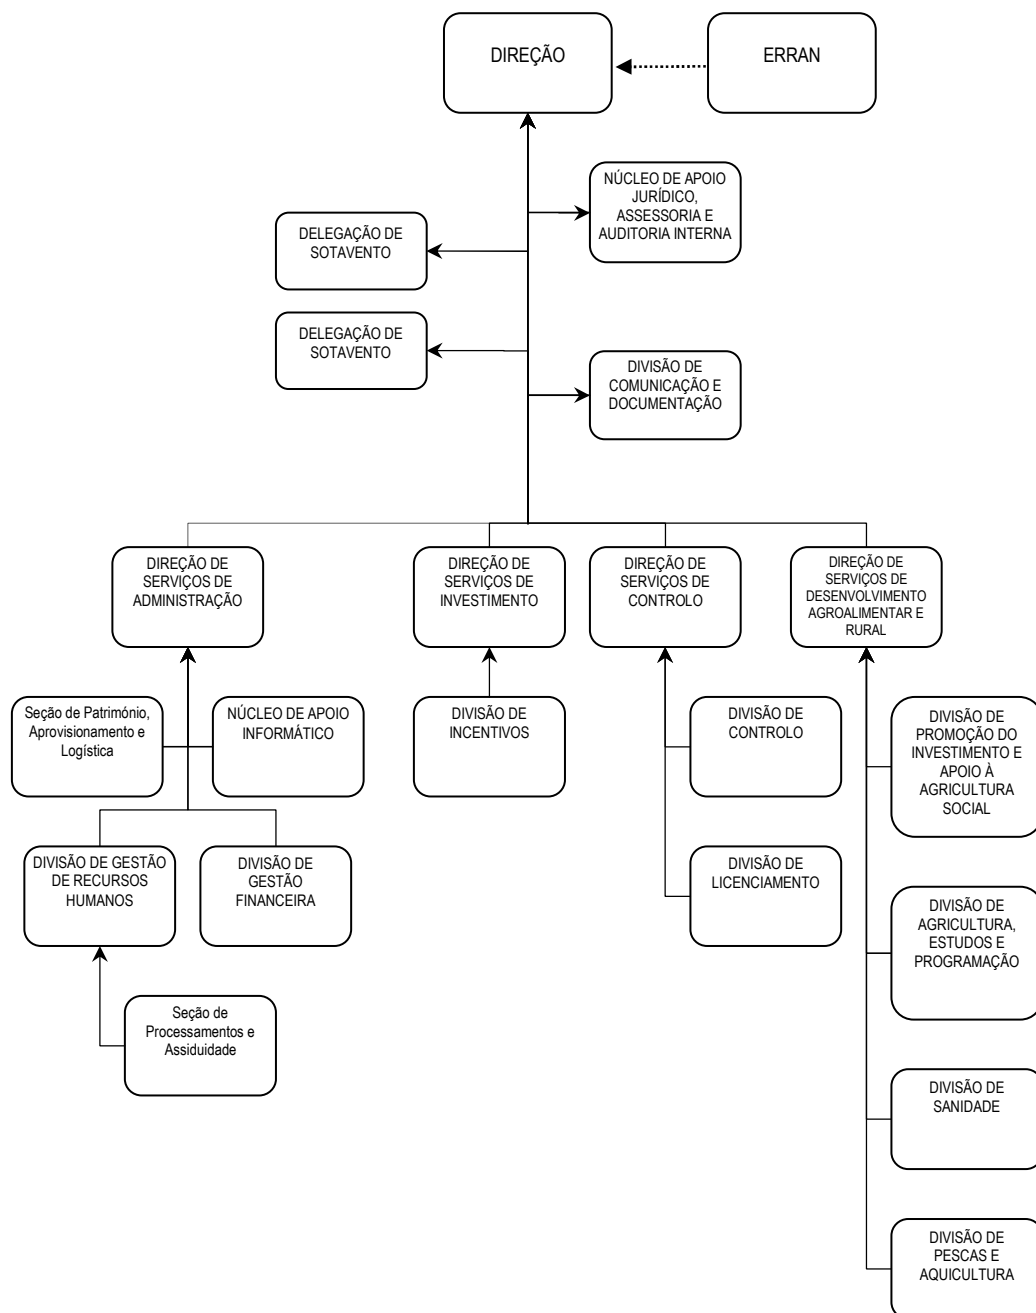 DIREÇÃO
ERRAN
NÚCLEO DE APOIO
JURÍDICO,
ASSESSORIA E
AUDITORIA INTERNA
DELEGAÇÃO DE
SOTAVENTO
DELEGAÇÃO DE
SOTAVENTO
DIVISÃO DE
COMUNICAÇÃO E
DOCUMENTAÇÃO
DIREÇÃO DE
SERVIÇOS DE
ADMINISTRAÇÃO
DIREÇÃO DE
SERVIÇOS DE
INVESTIMENTO
DIREÇÃO DE
SERVIÇOS DE
CONTROLO
DIREÇÃO DE
SERVIÇOS DE
DESENVOLVIMENTO
AGROALIMENTAR E
RURAL
Seção de Património,
Aprovisionamento e
Logística
NÚCLEO DE APOIO
INFORMÁTICO
DIVISÃO DE
INCENTIVOS
DIVISÃO DE
CONTROLO
DIVISÃO DE
PROMOÇÃO DO
INVESTIMENTO E
APOIO À
AGRICULTURA
SOCIAL
DIVISÃO DE GESTÃO
DE RECURSOS
HUMANOS
DIVISÃO DE
GESTÃO
FINANCEIRA
DIVISÃO DE
LICENCIAMENTO
DIVISÃO DE
AGRICULTURA,
ESTUDOS E
PROGRAMAÇÃO
Seção de
Processamentos e
Assiduidade
DIVISÃO DE
SANIDADE
DIVISÃO DE
PESCAS E
AQUICULTURA